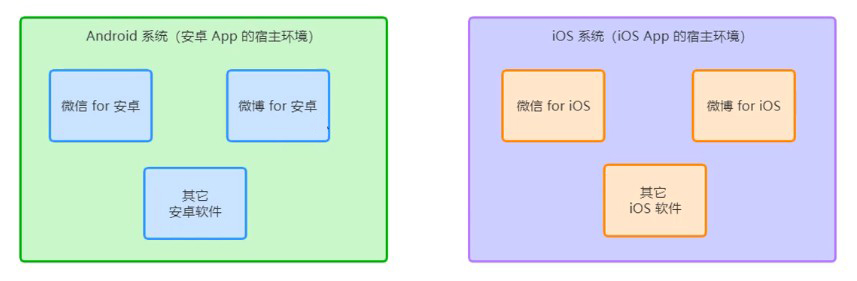 Android 系统（安卓 App 的宿主环境）
微信 for 安卓
微博 for 安卓
其它
安卓软件
iOS 系统（iOS App 的宿主环境）
微信 for iOS
微博 for iOS
其它
iOS 软件